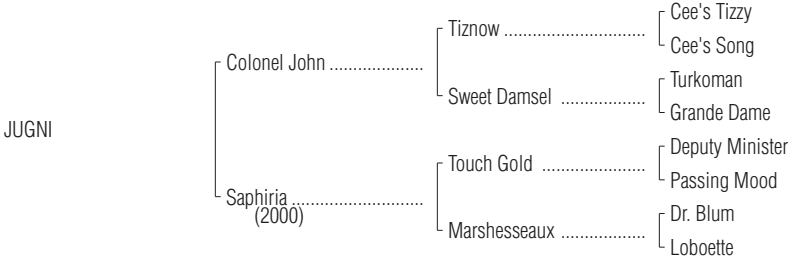 Cee's Tizzy
Tiznow ..............................
Cee's Song
Colonel John ....................
Turkoman
Sweet Damsel ..................
Grande Dame
JUGNI
Deputy Minister
Touch Gold ......................
Passing Mood
Saphiria ............................
(2000)
Dr. Blum
Marshesseaux ..................
Loboette